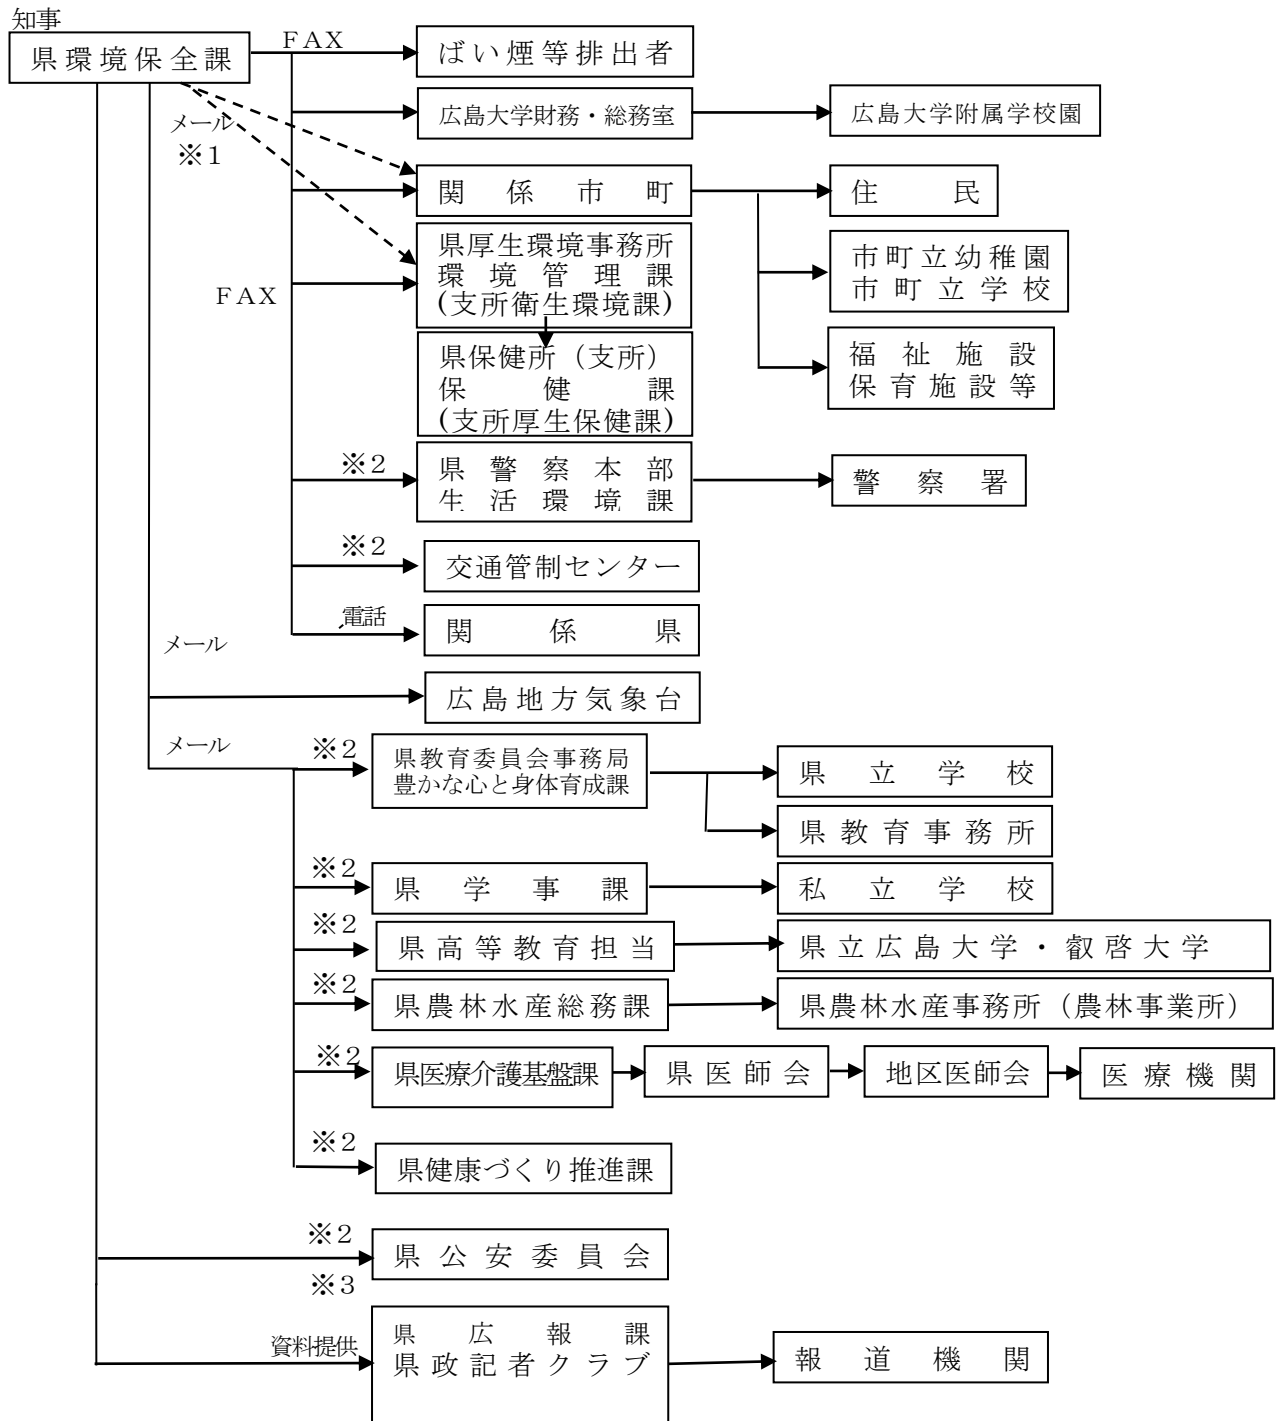 知事
県環境保全課
FAX
ばい煙等排出者
広島大学財務・総務室
広島大学附属学校園
メール
※1
関係市町
住民
県厚生環境事務所
環境管理課
(支所衛生環境課)
市町立幼稚園
市町立学校
FAX
県保健所（支所）
保健課
(支所厚生保健課)
福祉施設
保育施設等
※2
県警察本部
生活環境課
警察署
※2
交通管制センター
電話
関係県
メール
広島地方気象台
メール
※2
県教育委員会事務局
豊かな心と身体育成課
県立学校
県教育事務所
※2
県学事課
私立学校
※2
県高等教育担当
県立広島大学・叡啓大学
※2
県農林水産総務課
県農林水産事務所（農林事業所）
※2
県医療介護基盤課
県医師会
地区医師会
医療機関
※2
県健康づくり推進課
※2
県公安委員会
※3
資料提供
県広報課
県政記者クラブ
報道機関